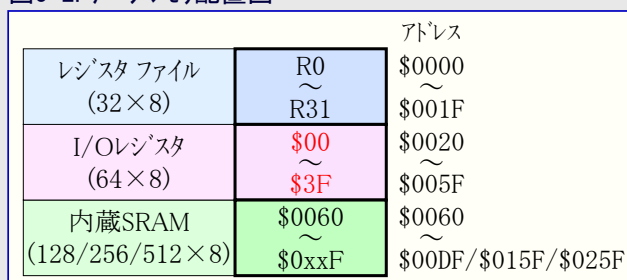 アドレス
レジスタ ファイル
(32×8)
R0
～
R31
$0000
～
$001F
I/Oレジスタ
(64×8)
$00
～
$3F
$0020
～
$005F
内蔵SRAM
(128/256/512×8)
$0060
～
$0xxF
$0060
～
$00DF/$015F/$025F